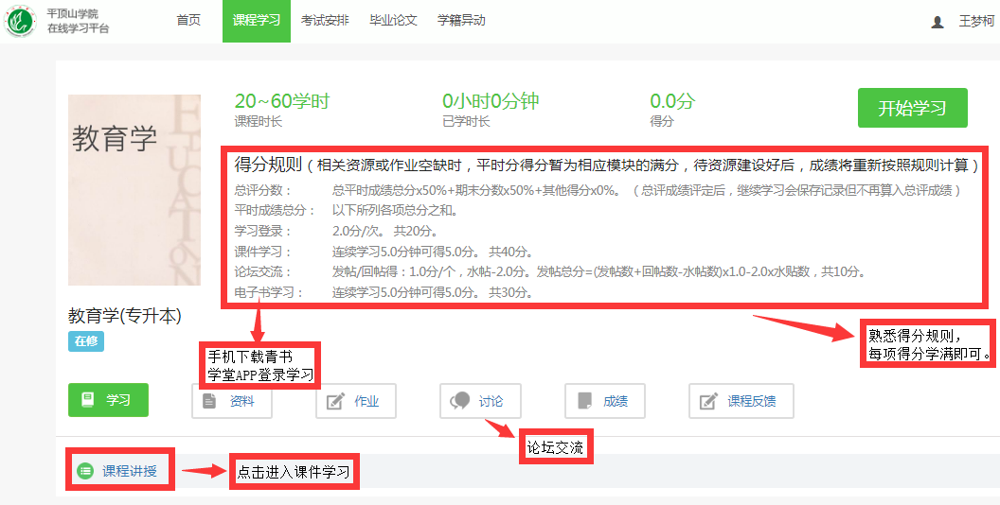 平顶山学院
在线学习平台
首页
课程学习
考试安排
毕业论文
学籍异动
王梦柯
教育学
EDUCATION
20~60学时
课程时长
0小时0分钟
已学时长
0.0分
得分
开始学习
得分规则（相关资源或作业空缺时，平时分得分暂为相应模块的满分，待资源建设好后，成绩将重新按照规则计算）
总评分数： 总平时成绩总分x50%+期末分数x50%+其他得分x0%。（总评成绩评定后，继续学习会保存记录但不再算入总评成绩）
平时成绩总分： 以下所列各项总分之和。
学习登录： 2.0分/次。 共20分。
课件学习： 连续学习5.0分钟可得5.0分。 共40分。
论坛交流： 发帖/回帖得：1.0分/个，水帖-2.0分。发帖总分=(发帖数+回帖数-水帖数)x1.0-2.0x水贴数，共10分。
电子书学习： 连续学习5.0分钟可得5.0分。 共30分。
教育学(专升本)
在修
手机下载青书
学堂APP登录学习
熟悉得分规则，
每项得分学满即可。
学习
资料
作业
讨论
成绩
课程反馈
论坛交流
课程讲授
点击进入课件学习